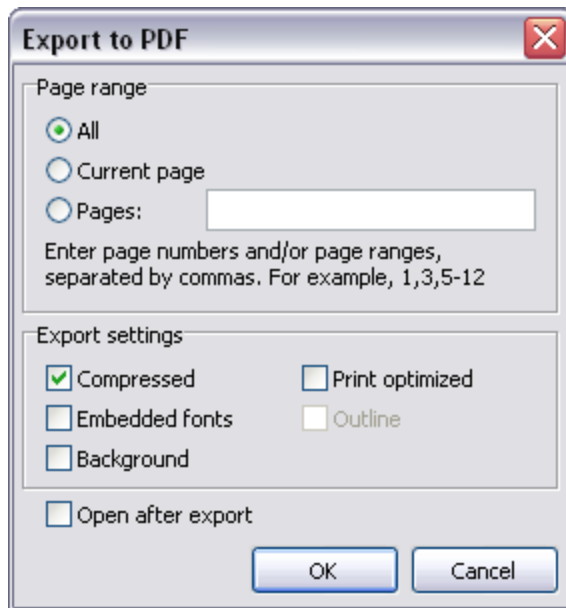 Export to PDF
Page range
All
Current page
Pages:
Enter page numbers and/or page ranges,
separated by commas. For example, 1,3,5-12
Export settings
Compressed
Print optimized
Embedded fonts
Outline
Background
Open after export
OK
Cancel